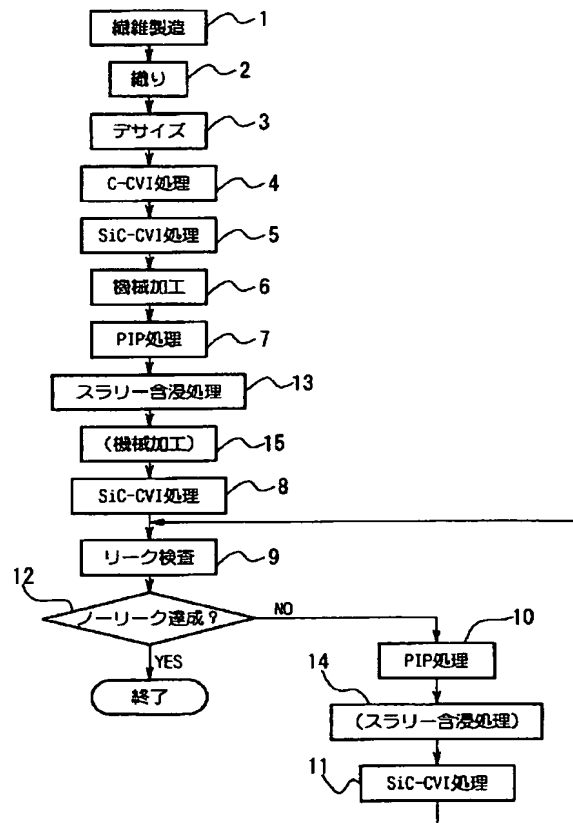 繊維製造 1
織り 2
デサイズ 3
C-CVI処理 4
SiC-CVI処理 5
機械加工 6
PIP処理 7
スラリー含浸処理 13
(機械加工) 15
SiC-CVI処理 8
リーク検査 9
12 ノーリーク達成? NO
YES
終了
10
PIP処理
14
(スラリー含浸処理)
11
SiC-CVI処理